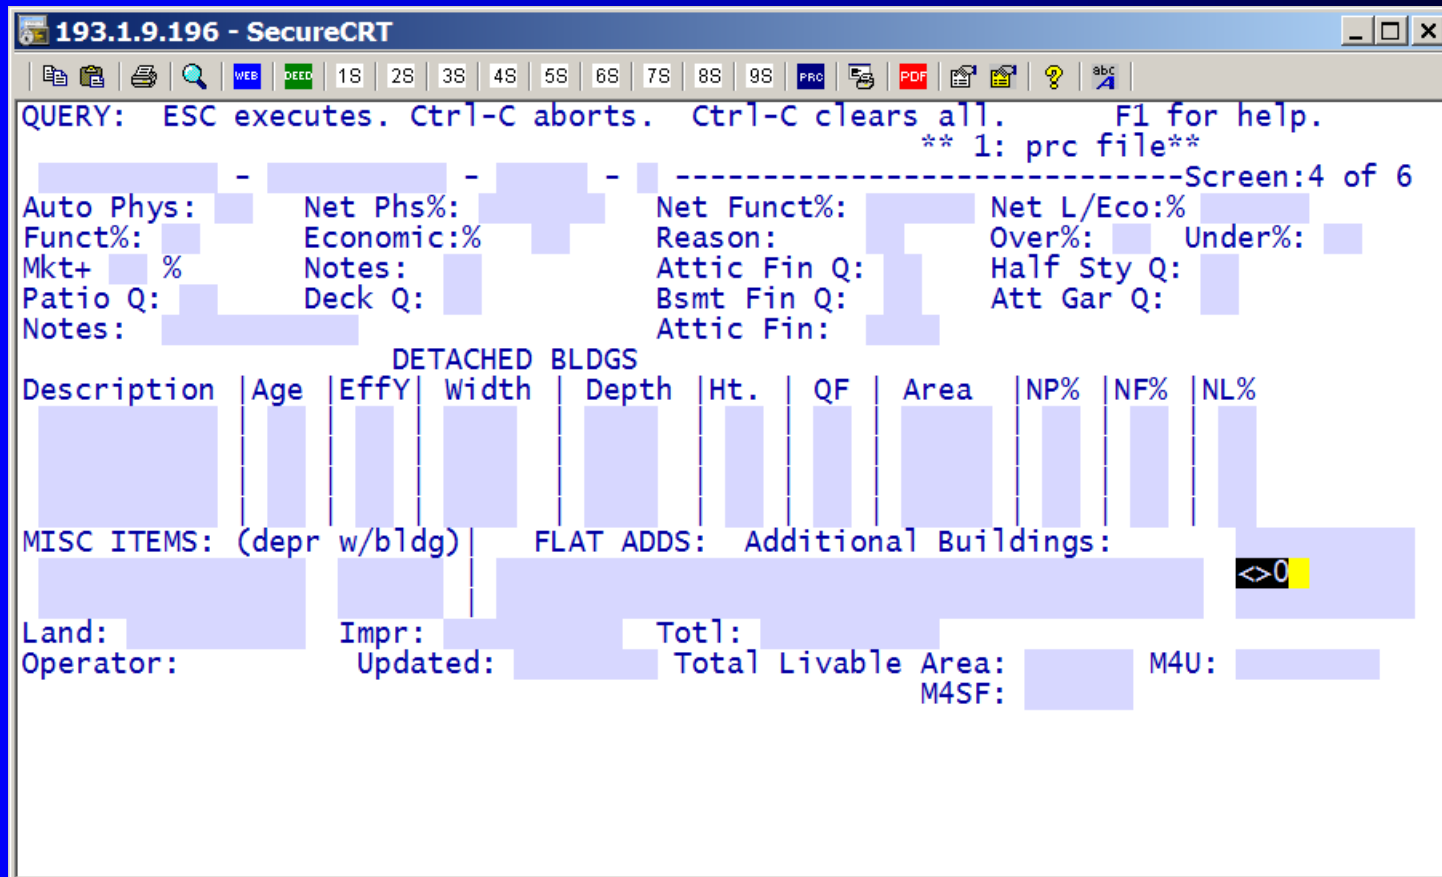 193.1.9.196 - SecureCRT
WEB DEED 1S 2S 3S 4S 5S 6S 7S 8S 9S PRC PDF ? abc A
QUERY:  ESC executes. Ctrl-C aborts.  Ctrl-C clears all.      F1 for help.
** 1: prc file**
- - - ----------------------------Screen:4 of 6
Auto Phys: Net Phs%: Net Funct%: Net L/Eco:%
Funct%: Economic:% Reason: Over%: Under%:
Mkt+ % Notes: Attic Fin Q: Half Sty Q:
Patio Q: Deck Q: Bsmt Fin Q: Att Gar Q:
Notes: Attic Fin:
DETACHED BLDGS
Description |Age |EffY| Width | Depth |Ht. | QF | Area |NP% |NF% |NL%
| | | | | | | | | |
| | | | | | | | | |
| | | | | | | | | |
| | | | | | | | | |
MISC ITEMS: (depr w/bldg)| FLAT ADDS: Additional Buildings:
| <>0
|
Land: Impr: Totl:
Operator: Updated: Total Livable Area: M4U:
M4SF: